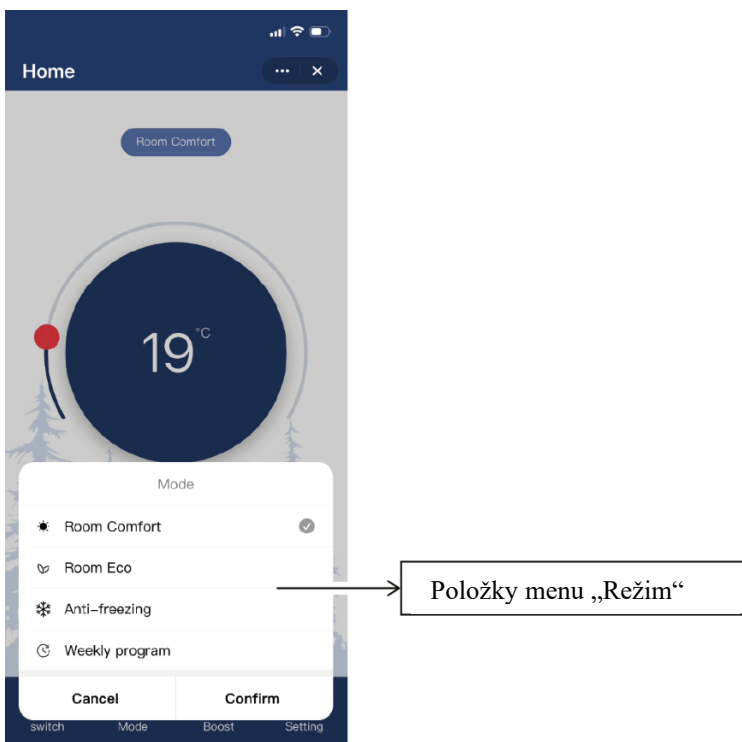 Home
Room Comfort
19 °C
Mode
Room Comfort
Room Eco
Anti-freezing
Weekly program
Cancel Confirm
switch Mode Boost Setting
Položky menu „Režim“